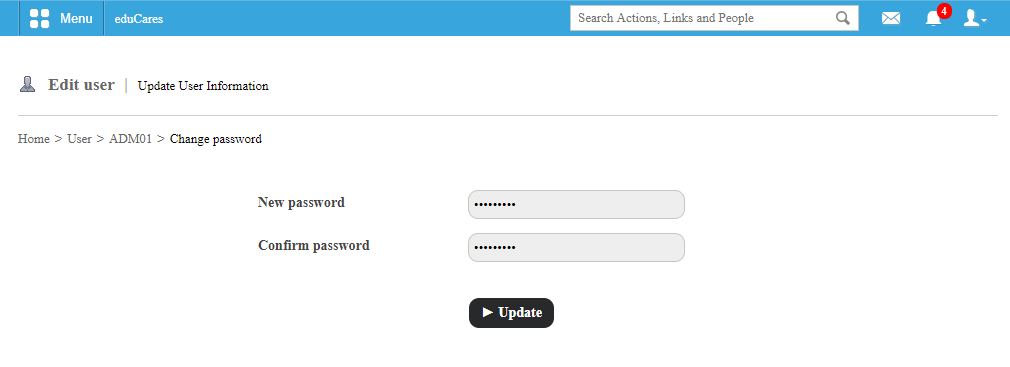 Menu eduCares Search Actions, Links and People 4
Edit user | Update User Information
Home > User > ADM01 > Change password
New password •••••••••
Confirm password •••••••••
► Update